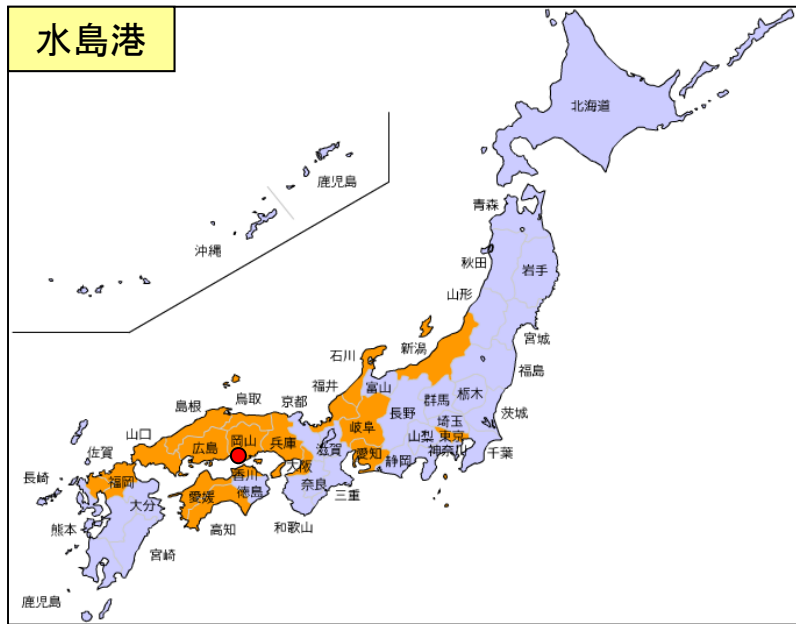 水島港
北海道
鹿児島
青森
沖縄
秋田
岩手
山形
宮城
新潟
石川
福島
福井
富山
群馬
栃木
鳥取
京都
長野
茨城
島根
埼玉
岐阜
山梨
東京
山口
広島
岡山
兵庫
滋賀
愛知
神奈川
千葉
佐賀
静岡
大阪
長崎
福岡
香川
奈良
愛媛
徳島
三重
大分
熊本
高知
和歌山
宮崎
鹿児島